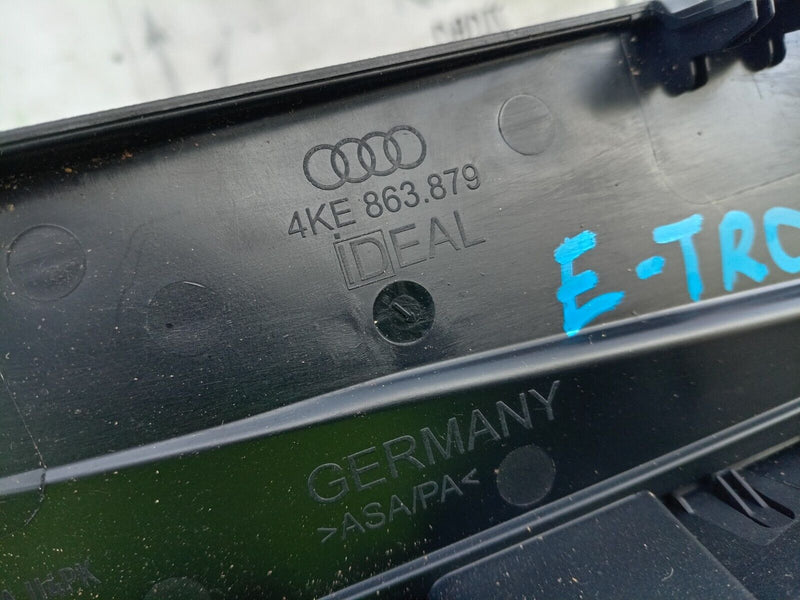 4KE 863.879
iDEAL
E-TRO
GERMANY
>ASA/PA<